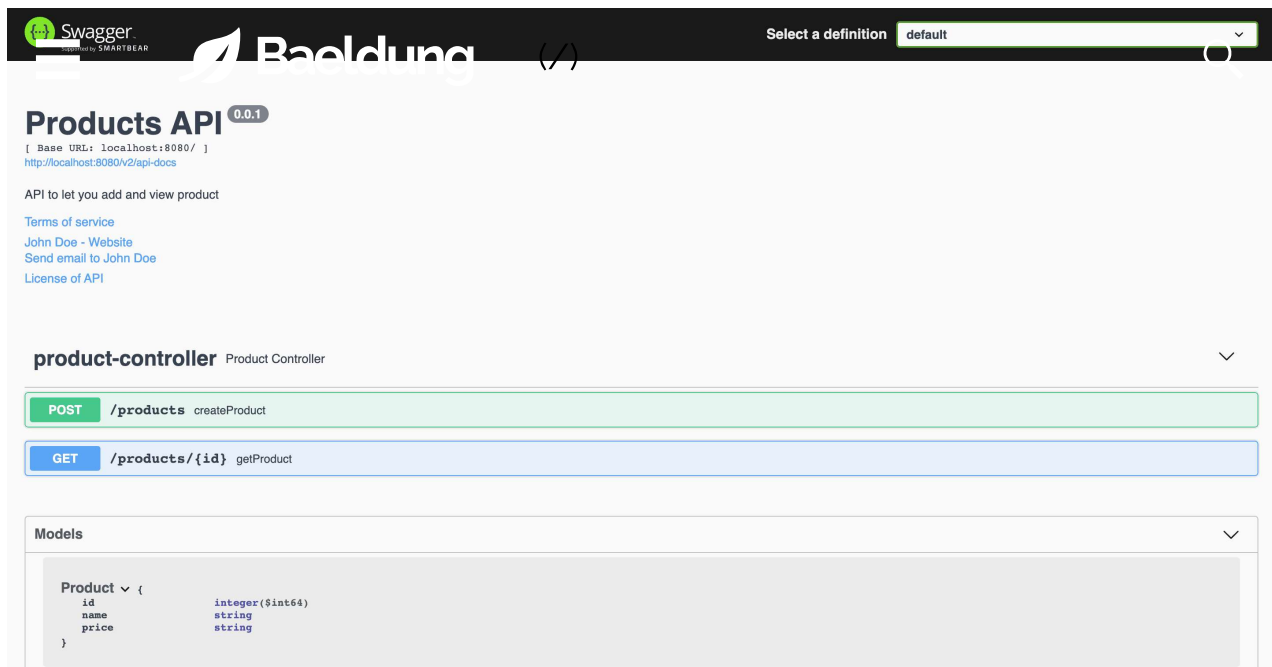 Swagger
Supported by SMARTBEAR
Baeldung
(/)
Select a definition
default
Products API 0.0.1
[ Base URL: localhost:8080/ ]
http://localhost:8080/v2/api-docs
API to let you add and view product
Terms of service
John Doe - Website
Send email to John Doe
License of API
product-controller Product Controller
POST /products createProduct
GET /products/{id} getProduct
Models
Product {
id integer($int64)
name string
price string
}